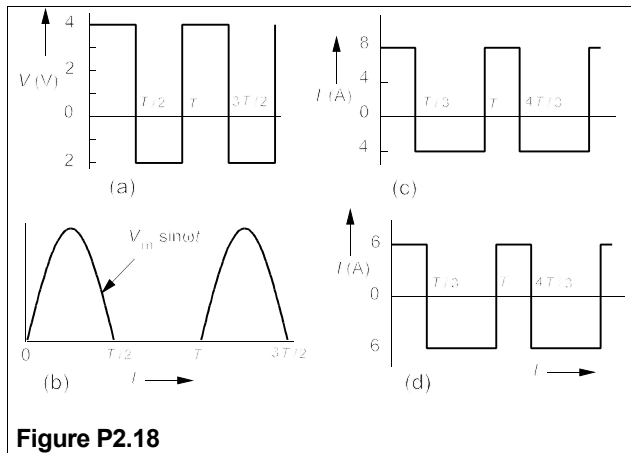 4
V (V)
2
0
2
T/2 T 3T/2
(a)
8
I (A)
4
0
4
T/3 T 4T/3
(c)
V_m sinωt
0 T/2 T 3T/2
(b) t
6
I (A)
0
6
T/3 T 4T/3
(d) t
Figure P2.18